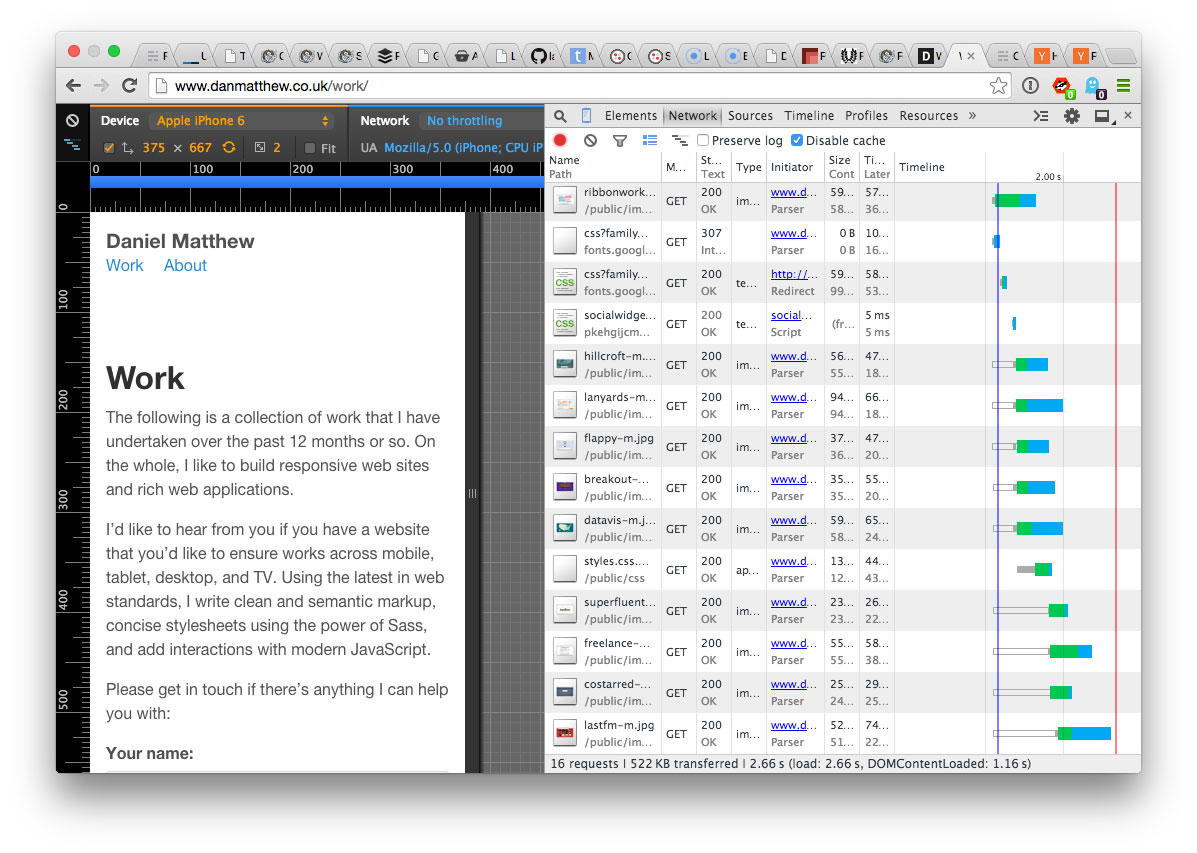 www.danmatthew.co.uk/work/
0
0
Device Apple iPhone 6 Network No throttling
375 × 667 2 Fit UA Mozilla/5.0 (iPhone; CPU iP
0 100 200 300 400
0
100
200
300
400
500
Daniel Matthew
Work About
Work
The following is a collection of work that I have
undertaken over the past 12 months or so. On
the whole, I like to build responsive web sites
and rich web applications.
I’d like to hear from you if you have a website
that you’d like to ensure works across mobile,
tablet, desktop, and TV. Using the latest in web
standards, I write clean and semantic markup,
concise stylesheets using the power of Sass,
and add interactions with modern JavaScript.
Please get in touch if there’s anything I can help
you with:
Your name:
Elements Network Sources Timeline Profiles Resources »
Preserve log Disable cache
Name M... St... Type Initiator Size Ti... Timeline
Path Text Cont Later 2.00 s
ribbonwork... GET 200 im... www.d... 59... 57...
/public/im... OK Parser 58... 36...
css?family... GET 307 www.d... 0 B 10...
fonts.googl... Int... Parser 0 B 16...
css?family... GET 200 te... http://... 59... 58...
fonts.googl... OK Redirect 99... 53...
socialwidge... GET 200 te... social... (fr... 5 ms
pkehgijcm... OK Script 5 ms
hillcroft-m.... GET 200 im... www.d... 56... 47...
/public/im... OK Parser 55... 18...
lanyards-m... GET 200 im... www.d... 94... 66...
/public/im... OK Parser 94... 18...
flappy-m.jpg GET 200 im... www.d... 37... 47...
/public/im... OK Parser 36... 20...
breakout-... GET 200 im... www.d... 35... 55...
/public/im... OK Parser 35... 20...
datavis-m.j... GET 200 im... www.d... 59... 65...
/public/im... OK Parser 58... 24...
styles.css.... GET 200 ap... www.d... 13... 44...
/public/css OK Parser 12... 43...
superfluent... GET 200 im... www.d... 23... 26...
/public/im... OK Parser 23... 22...
freelance-... GET 200 im... www.d... 55... 58...
/public/im... OK Parser 55... 38...
costarred-... GET 200 im... www.d... 25... 29...
/public/im... OK Parser 24... 25...
lastfm-m.jpg GET 200 im... www.d... 52... 74...
/public/im... OK Parser 51... 22...
16 requests | 522 KB transferred | 2.66 s (load: 2.66 s, DOMContentLoaded: 1.16 s)